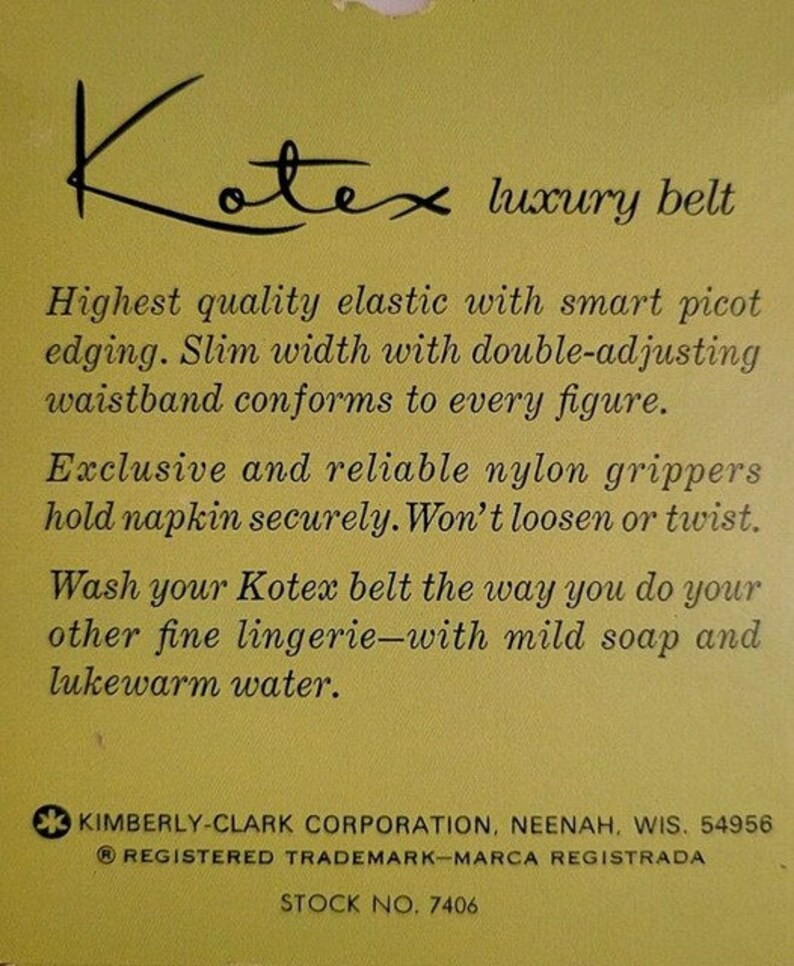 Kotex luxury belt
Highest quality elastic with smart picot
edging. Slim width with double-adjusting
waistband conforms to every figure.
Exclusive and reliable nylon grippers
hold napkin securely. Won't loosen or twist.
Wash your Kotex belt the way you do your
other fine lingerie—with mild soap and
lukewarm water.
KIMBERLY-CLARK CORPORATION, NEENAH, WIS. 54956
® REGISTERED TRADEMARK—MARCA REGISTRADA
STOCK NO. 7406